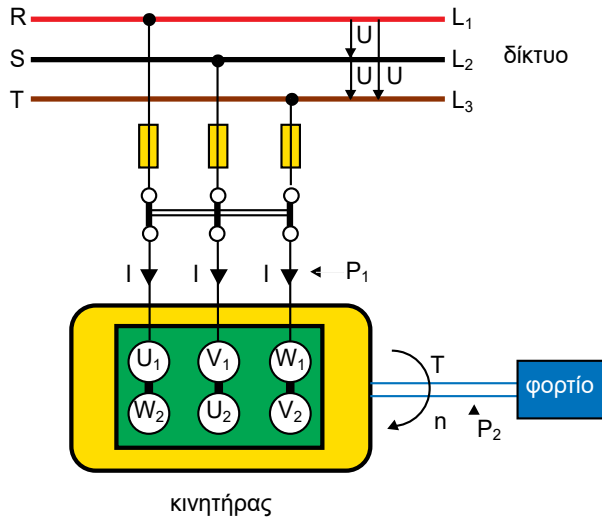 R L₁
U
S L₂ δίκτυο
U U
T L₃
I I I P₁
U₁ V₁ W₁
W₂ U₂ V₂
T
n
φορτίο
P₂
κινητήρας